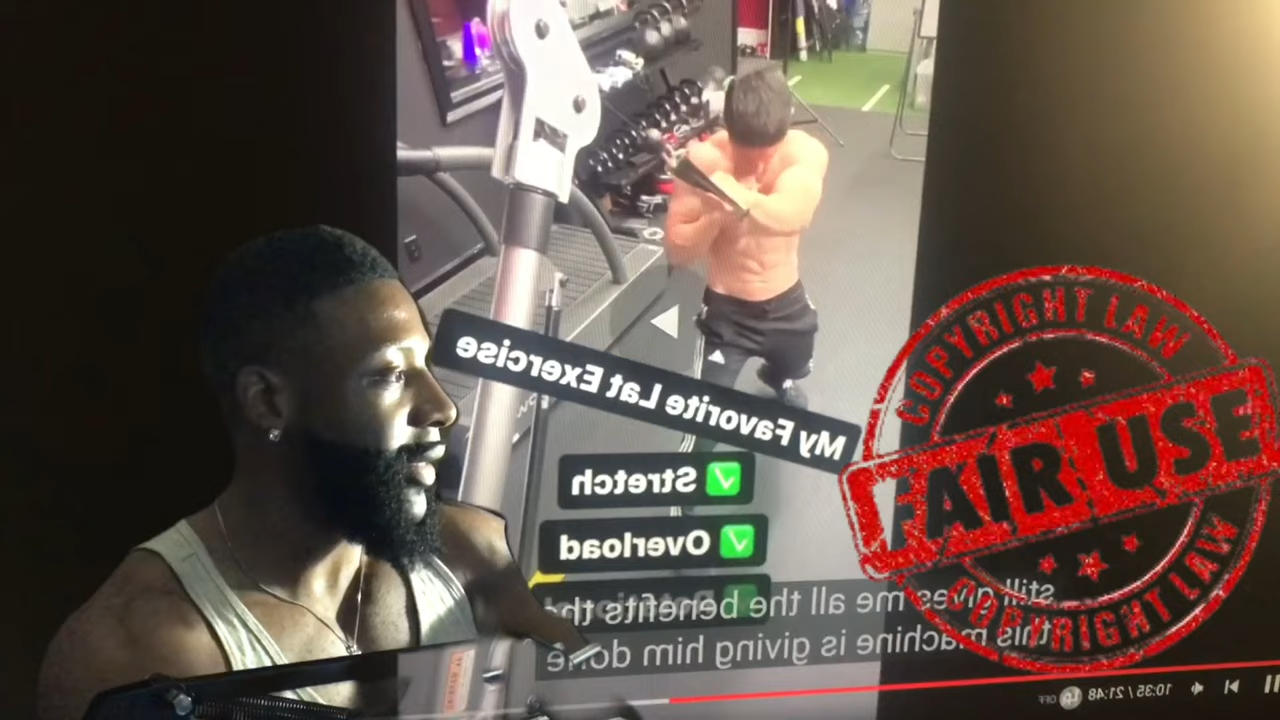 My Favorite Lat Exercise
Stretch
Overload
still gives me all the benefits
this machine is giving him done
10:35 / 21:48
OFF
COPYRIGHT LAW
FAIR USE
COPYRIGHT LAW